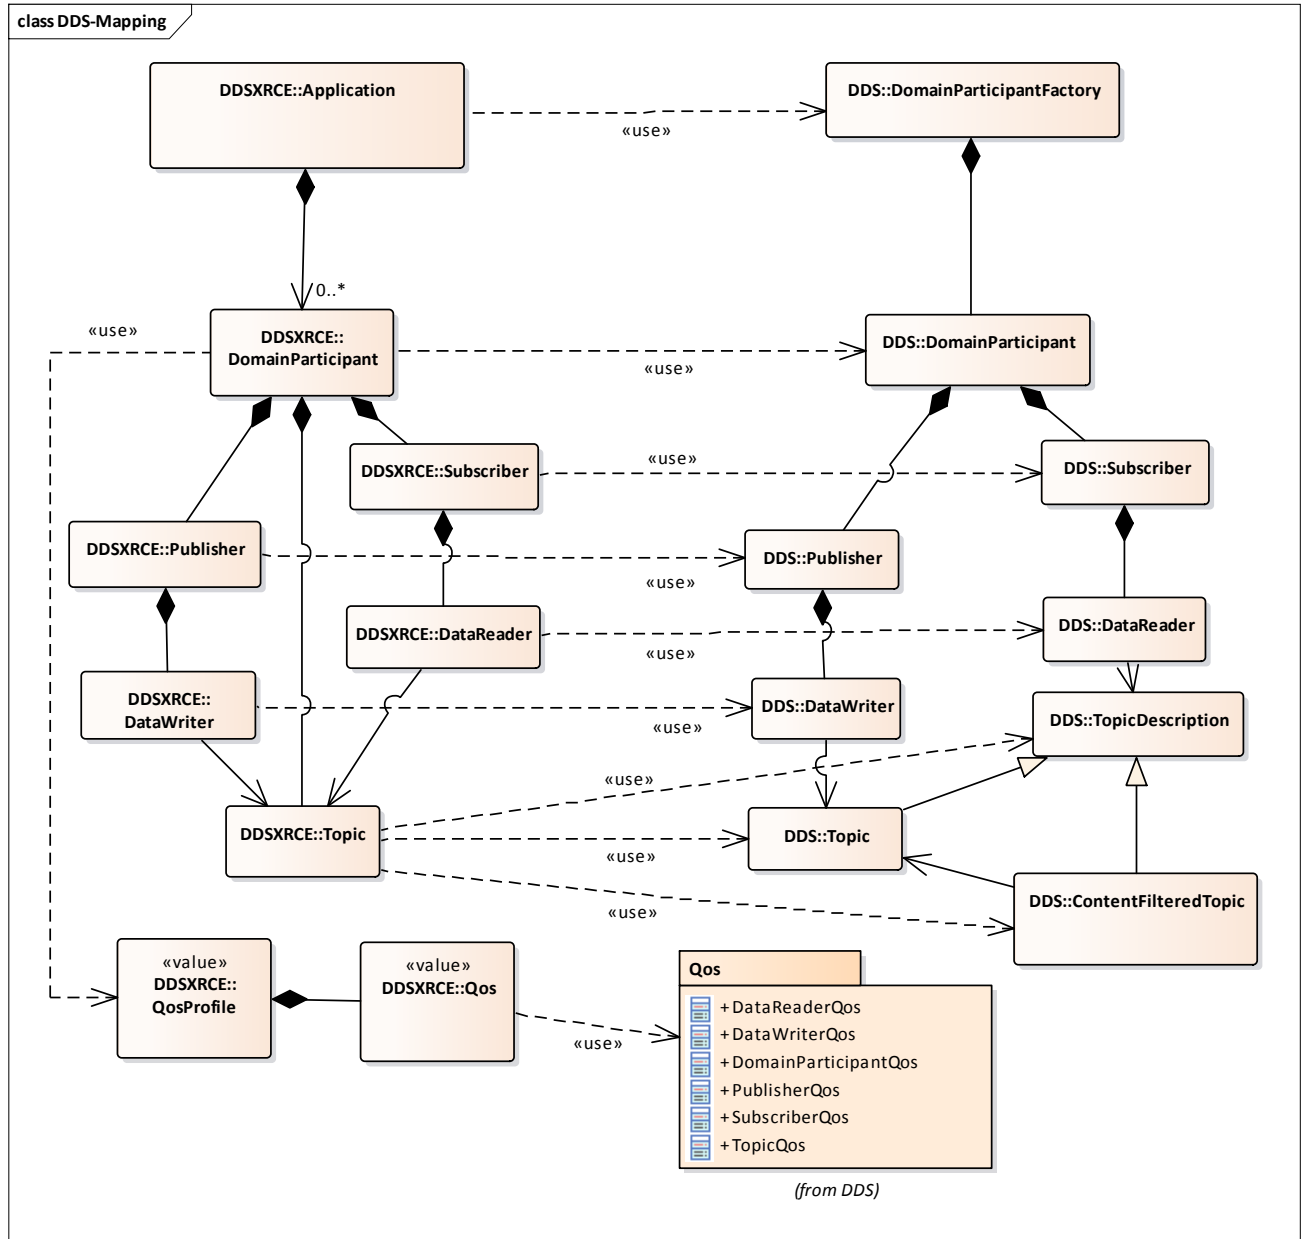 class DDS-Mapping
DDSXRCE::Application
DDS::DomainParticipantFactory
«use»
0..*
«use»
DDSXRCE::
DomainParticipant
DDS::DomainParticipant
«use»
DDSXRCE::Subscriber
«use»
DDS::Subscriber
DDSXRCE::Publisher
DDS::Publisher
«use»
DDSXRCE::DataReader
DDS::DataReader
«use»
DDSXRCE::
DataWriter
DDS::DataWriter
«use»
DDS::TopicDescription
«use»
DDSXRCE::Topic
DDS::Topic
«use»
DDS::ContentFilteredTopic
«use»
«value»
DDSXRCE::
QosProfile
«value»
DDSXRCE::Qos
«use»
Qos
+DataReaderQos
+DataWriterQos
+DomainParticipantQos
+PublisherQos
+SubscriberQos
+TopicQos
(from DDS)